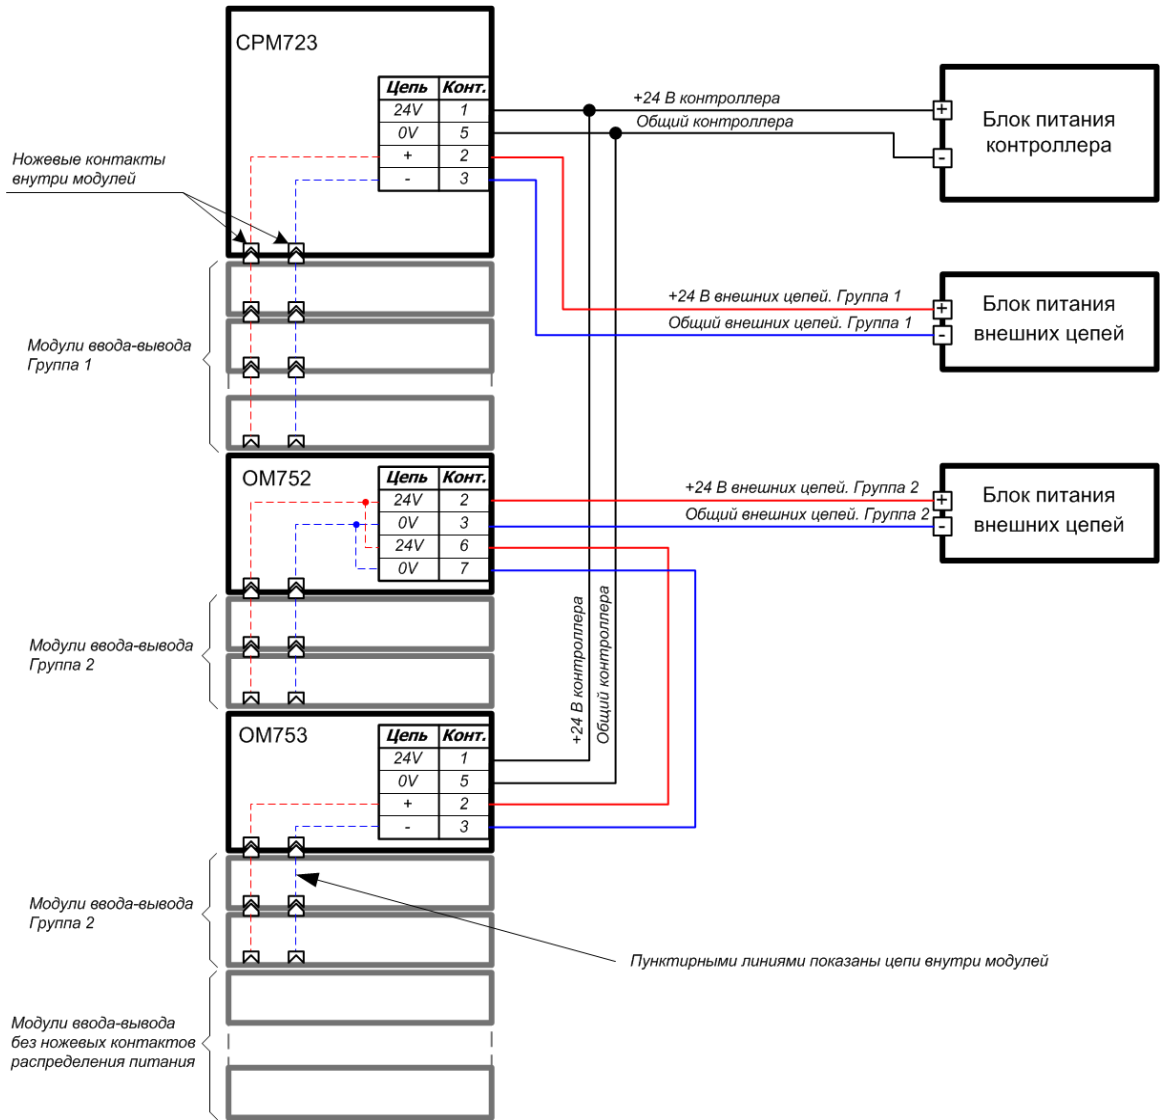 CPM723
Цепь Конт.
24V 1
0V 5
+ 2
- 3
+24 В контроллера
Общий контроллера
+
-
Блок питания
контроллера
Ножевые контакты
внутри модулей
+24 В внешних цепей. Группа 1
Общий внешних цепей. Группа 1
+
-
Блок питания
внешних цепей
Модули ввода-вывода
Группа 1
OM752
Цепь Конт.
24V 2
0V 3
24V 6
0V 7
+24 В внешних цепей. Группа 2
Общий внешних цепей. Группа 2
+
-
Блок питания
внешних цепей
+24 В контроллера
Общий контроллера
Модули ввода-вывода
Группа 2
OM753
Цепь Конт.
24V 1
0V 5
+ 2
- 3
Модули ввода-вывода
Группа 2
Пунктирными линиями показаны цепи внутри модулей
Модули ввода-вывода
без ножевых контактов
распределения питания